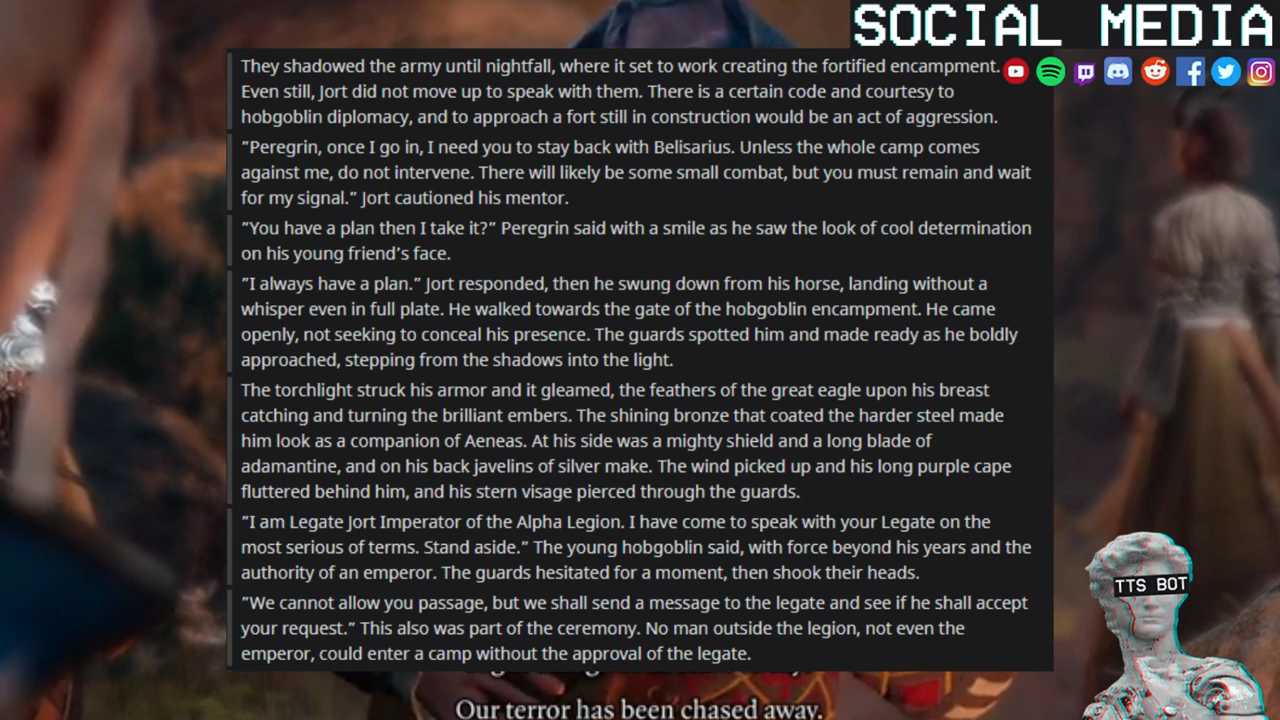 SOCIAL MEDIA
They shadowed the army until nightfall, where it set to work creating the fortified encampment.
Even still, Jort did not move up to speak with them. There is a certain code and courtesy to
hobgoblin diplomacy, and to approach a fort still in construction would be an act of aggression.
"Peregrin, once I go in, I need you to stay back with Belisarius. Unless the whole camp comes
against me, do not intervene. There will likely be some small combat, but you must remain and wait
for my signal." Jort cautioned his mentor.
"You have a plan then I take it?" Peregrin said with a smile as he saw the look of cool determination
on his young friend's face.
"I always have a plan." Jort responded, then he swung down from his horse, landing without a
whisper even in full plate. He walked towards the gate of the hobgoblin encampment. He came
openly, not seeking to conceal his presence. The guards spotted him and made ready as he boldly
approached, stepping from the shadows into the light.
The torchlight struck his armor and it gleamed, the feathers of the great eagle upon his breast
catching and turning the brilliant embers. The shining bronze that coated the harder steel made
him look as a companion of Aeneas. At his side was a mighty shield and a long blade of
adamantine, and on his back javelins of silver make. The wind picked up and his long purple cape
fluttered behind him, and his stern visage pierced through the guards.
"I am Legate Jort Imperator of the Alpha Legion. I have come to speak with your Legate on the
most serious of terms. Stand aside." The young hobgoblin said, with force beyond his years and the
authority of an emperor. The guards hesitated for a moment, then shook their heads.
"We cannot allow you passage, but we shall send a message to the legate and see if he shall accept
your request." This also was part of the ceremony. No man outside the legion, not even the
emperor, could enter a camp without the approval of the legate.
TTS BOT
Our terror has been chased away.